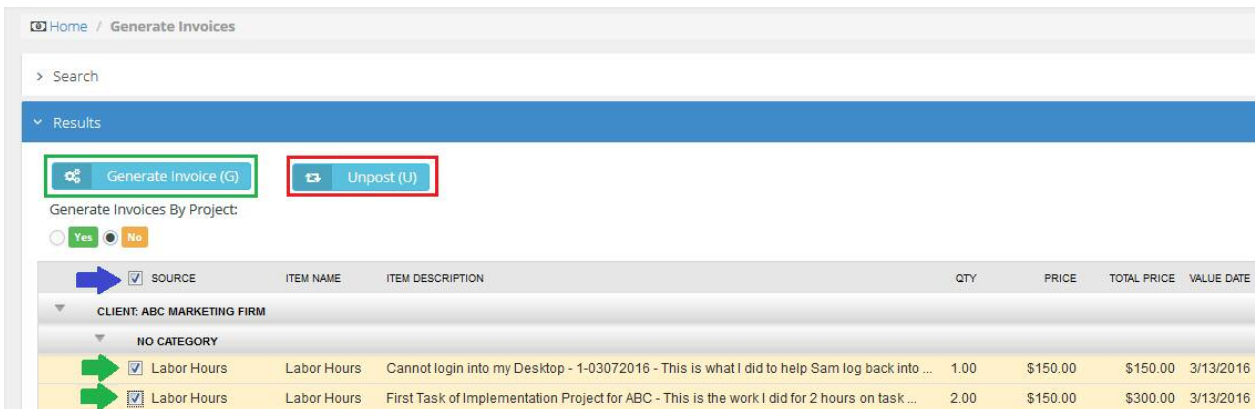 Home / Generate Invoices
Search
Results
Generate Invoice (G) Unpost (U)
Generate Invoices By Project:
Yes No
SOURCE ITEM NAME ITEM DESCRIPTION QTY PRICE TOTAL PRICE VALUE DATE
CLIENT: ABC MARKETING FIRM
NO CATEGORY
Labor Hours Labor Hours Cannot login into my Desktop - 1-03072016 - This is what I did to help Sam log back into ... 1.00 $150.00 $150.00 3/13/2016
Labor Hours Labor Hours First Task of Implementation Project for ABC - This is the work I did for 2 hours on task ... 2.00 $150.00 $300.00 3/13/2016